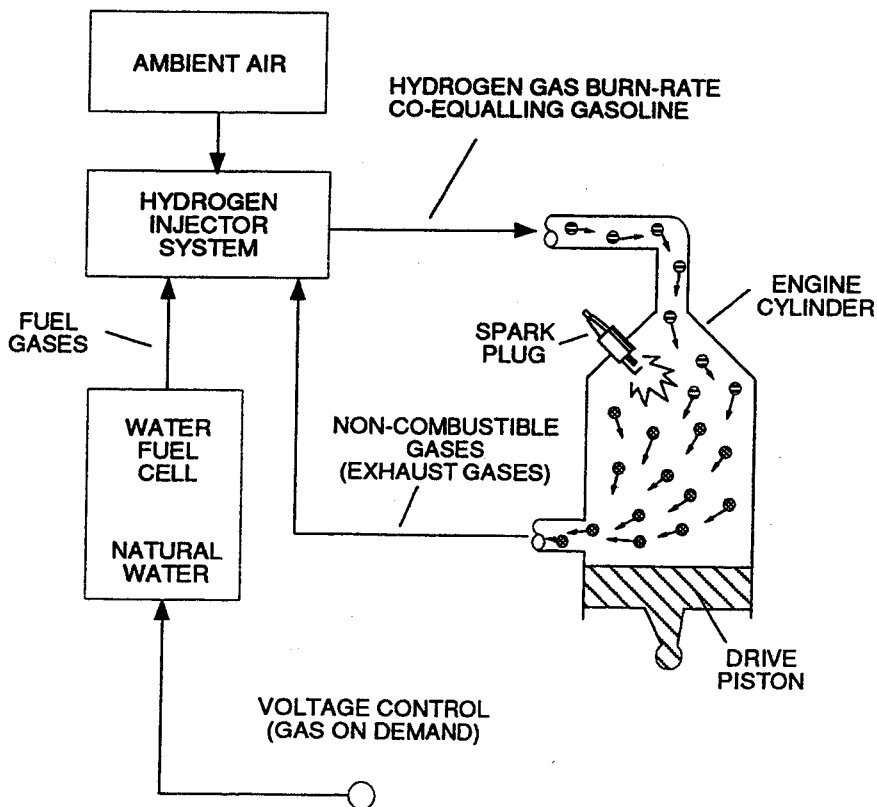 AMBIENT AIR
HYDROGEN GAS BURN-RATE
CO-EQUALLING GASOLINE
HYDROGEN
INJECTOR
SYSTEM
ENGINE
CYLINDER
FUEL
GASES
SPARK
PLUG
WATER
FUEL
CELL
NON-COMBUSTIBLE
GASES
(EXHAUST GASES)
NATURAL
WATER
DRIVE
PISTON
VOLTAGE CONTROL
(GAS ON DEMAND)